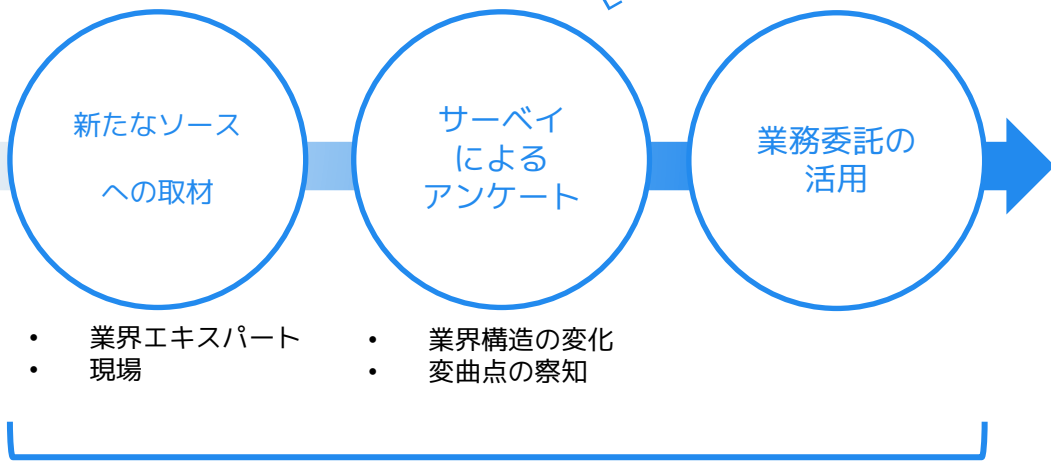 新たなソース
への取材
サーベイ
による
アンケート
業務委託の
活用
• 業界エキスパート
• 現場
• 業界構造の変化
• 変曲点の察知